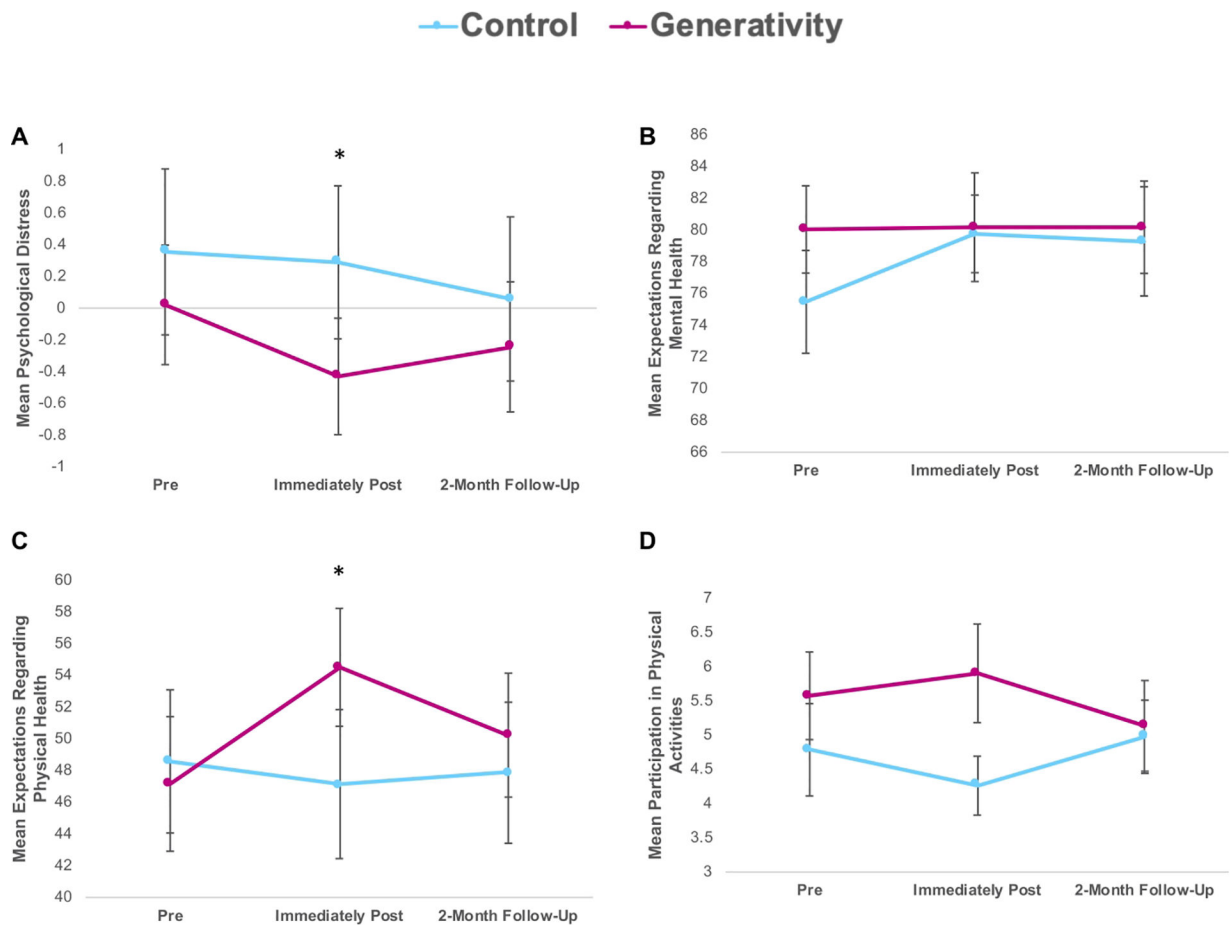 Control Generativity
A
Mean Psychological Distress
1
*
0.8
0.6
0.4
0.2
0
-0.2
-0.4
-0.6
-0.8
-1
Pre Immediately Post 2-Month Follow-Up
B
Mean Expectations Regarding
Mental Health
86
84
82
80
78
76
74
72
70
68
66
Pre Immediately Post 2-Month Follow-Up
C
Mean Expectations Regarding
Physical Health
*
60
58
56
54
52
50
48
46
44
42
40
Pre Immediately Post 2-Month Follow-Up
D
Mean Participation in Physical
Activities
7
6.5
6
5.5
5
4.5
4
3.5
3
Pre Immediately Post 2-Month Follow-Up